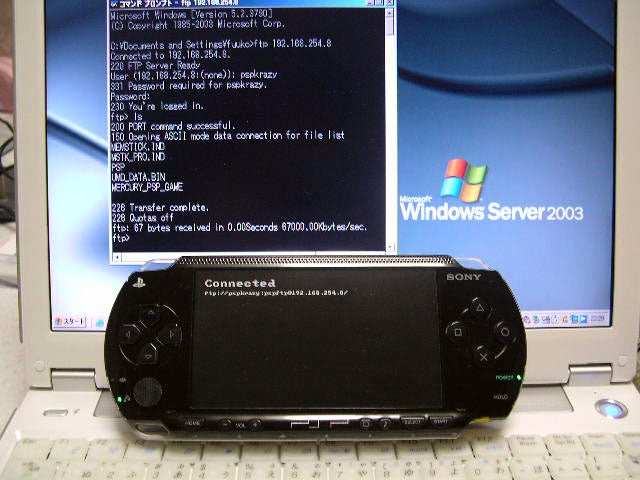 コマンド プロンプト - ftp 192.168.254.8
Microsoft Windows [Version 5.2.3790]
(C) Copyright 1985-2003 Microsoft Corp.
C:\Documents and Settings\fuuko>ftp 192.168.254.8
Connected to 192.168.254.8.
220 FTP Server Ready
User (192.168.254.8:(none)): pspkrazy
331 Password required for pspkrazy.
Password:
230 You're logged in.
ftp> ls
200 PORT command successful.
150 Opening ASCII mode data connection for file list
MEMSTICK.IND
MSTK_PRO.IND
PSP
UMD_DATA.BIN
MERCURY_PSP_GAME
226 Transfer complete.
226 Quotas off
ftp: 67 bytes received in 0.00Seconds 67000.00Kbytes/sec.
ftp>
Microsoft
Windows Server 2003
スタート
Connected
ftp://pspkrazy:pspftp@192.168.254.8/
SONY
POWER
HOLD
HOME
VOL
SELECT
START